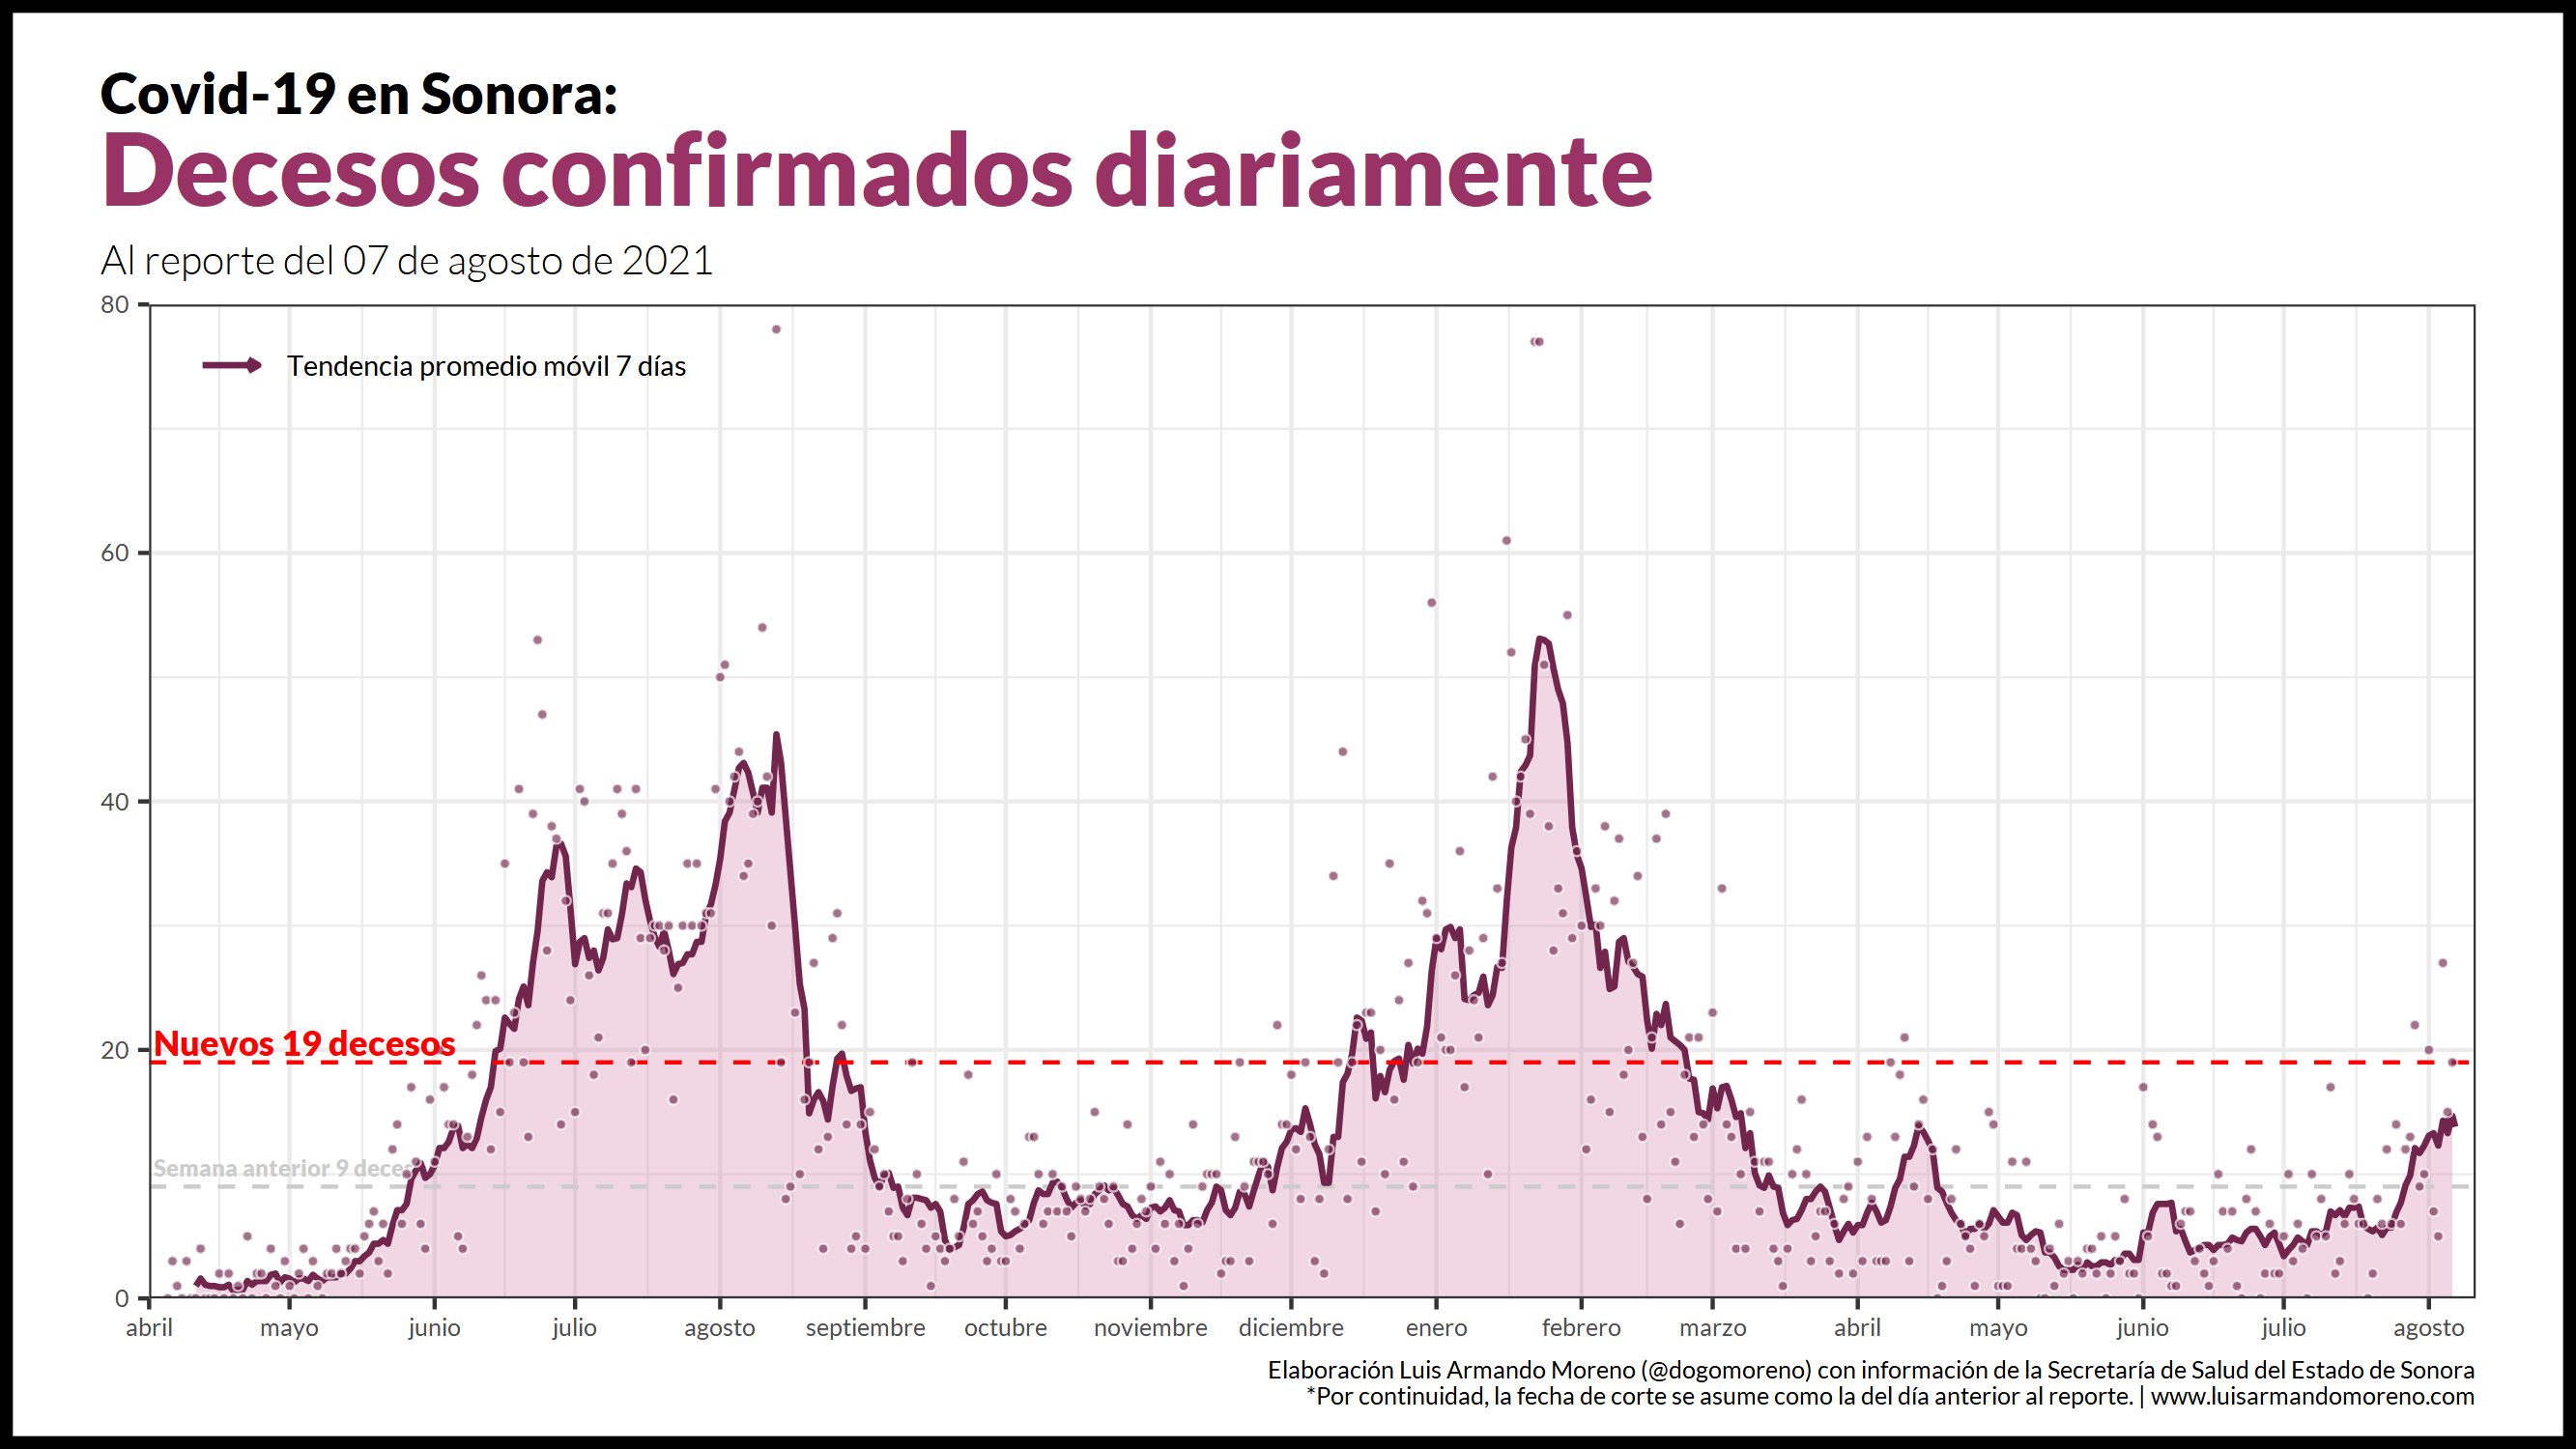 Covid-19 en Sonora:
Decesos confirmados diariamente
Al reporte del 07 de agosto de 2021
80
Tendencia promedio móvil 7 días
60
40
Nuevos 19 decesos
20
Semana anterior 9
0
abril mayo junio julio agosto septiembre octubre noviembre diciembre enero febrero marzo abril mayo junio julio agosto
Elaboración Luis Armando Moreno (@dogomoreno) con información de la Secretaría de Salud del Estado de Sonora
*Por continuidad, la fecha de corte se asume como la del día anterior al reporte. | www.luisarmandomoreno.com